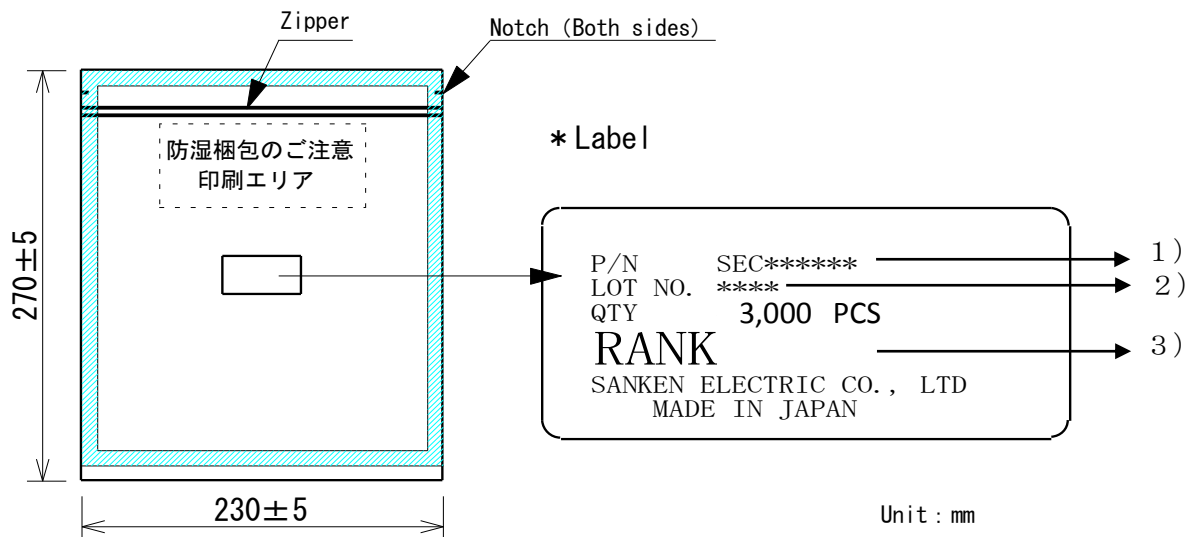 Zipper
Notch (Both sides)
防湿梱包のご注意
印刷エリア
270±5
230±5
＊Label
P/N SEC******
LOT NO. ****
QTY 3,000 PCS
RANK
SANKEN ELECTRIC CO., LTD
MADE IN JAPAN
1)
2)
3)
Unit : mm